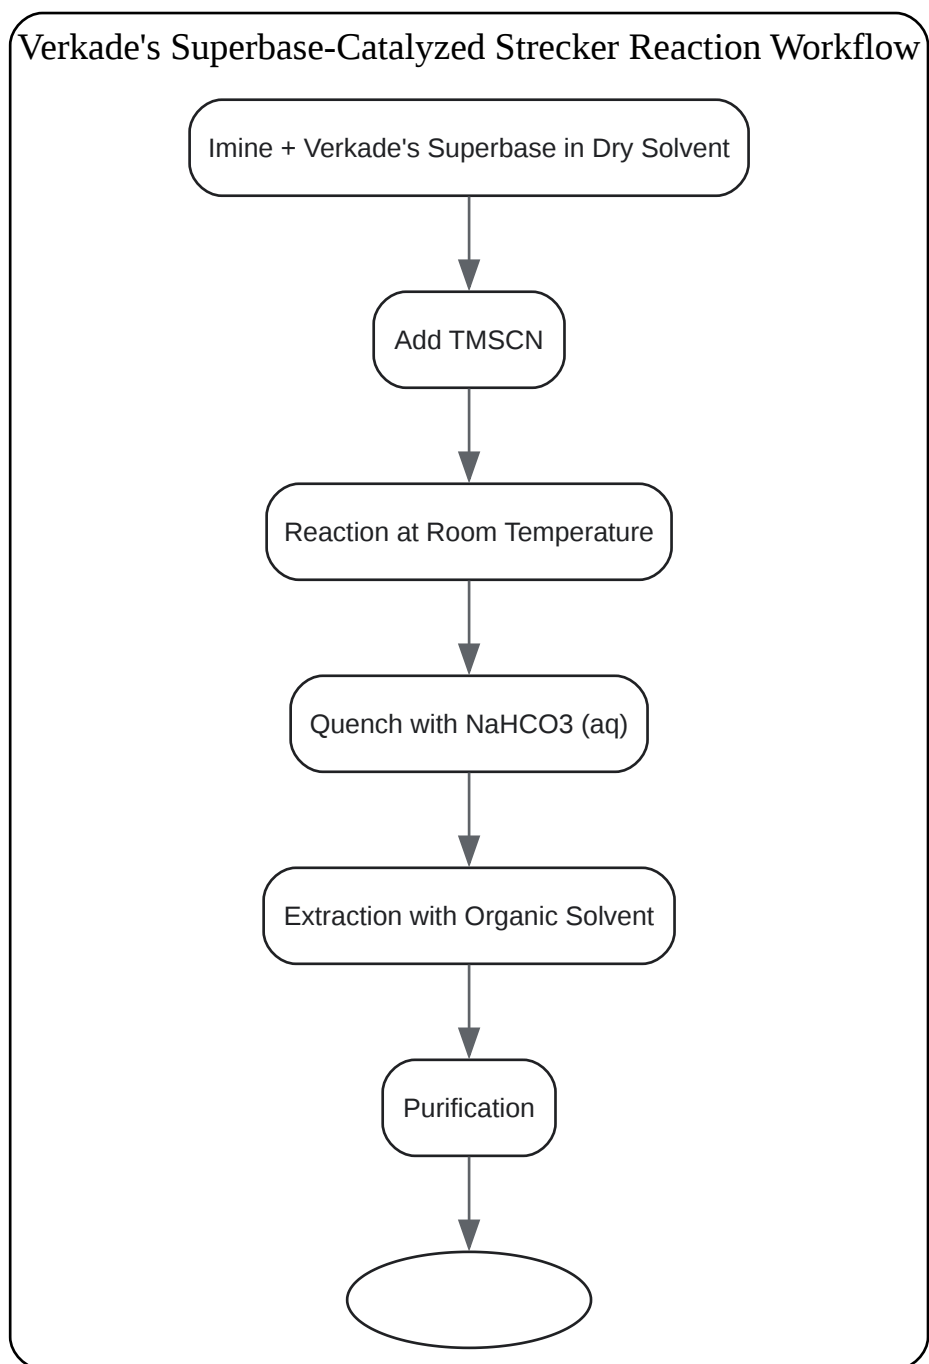 Verkade's Superbase-Catalyzed Strecker Reaction Workflow
Imine + Verkade's Superbase in Dry Solvent
Add TMSCN
Reaction at Room Temperature
Quench with NaHCO3 (aq)
Extraction with Organic Solvent
Purification